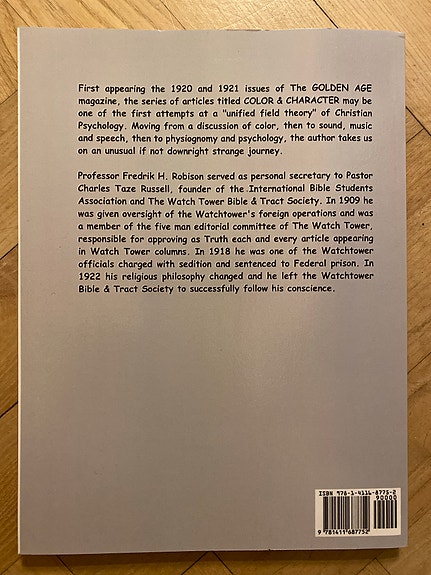 First appearing the 1920 and 1921 issues of The GOLDEN AGE
magazine, the series of articles titled COLOR & CHARACTER may be
one of the first attempts at a "unified field theory" of Christian
Psychology. Moving from a discussion of color, then to sound, music
and speech, then to physiognomy and psychology, the author takes us
on an unusual if not downright strange journey.
Professor Fredrik H. Robison served as personal secretary to Pastor
Charles Taze Russell, founder of the International Bible Students
Association and The Watch Tower Bible & Tract Society. In 1909 he
was given oversight of the Watchtower's foreign operations and was
a member of the five man editorial committee of The Watch Tower,
responsible for approving as Truth each and every article appearing
in Watch Tower columns. In 1918 he was one of the Watchtower
officials charged with sedition and sentenced to Federal prison. In
1922 his religious philosophy changed and he left the Watchtower
Bible & Tract Society to successfully follow his conscience.
ISBN 978-1-4116-8775-2
90000
9 781411 687752